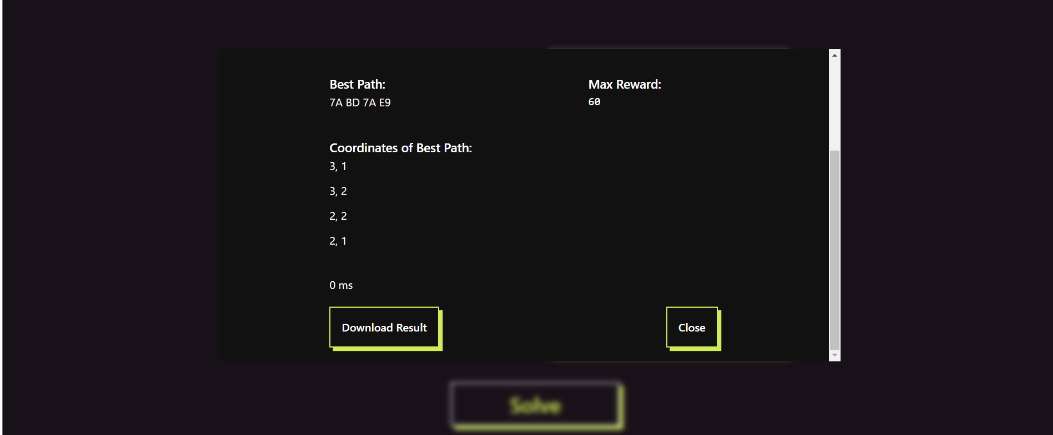 Best Path:
7A BD 7A E9
Max Reward:
60
Coordinates of Best Path:
3, 1
3, 2
2, 2
2, 1
0 ms
Download Result
Close
Solve